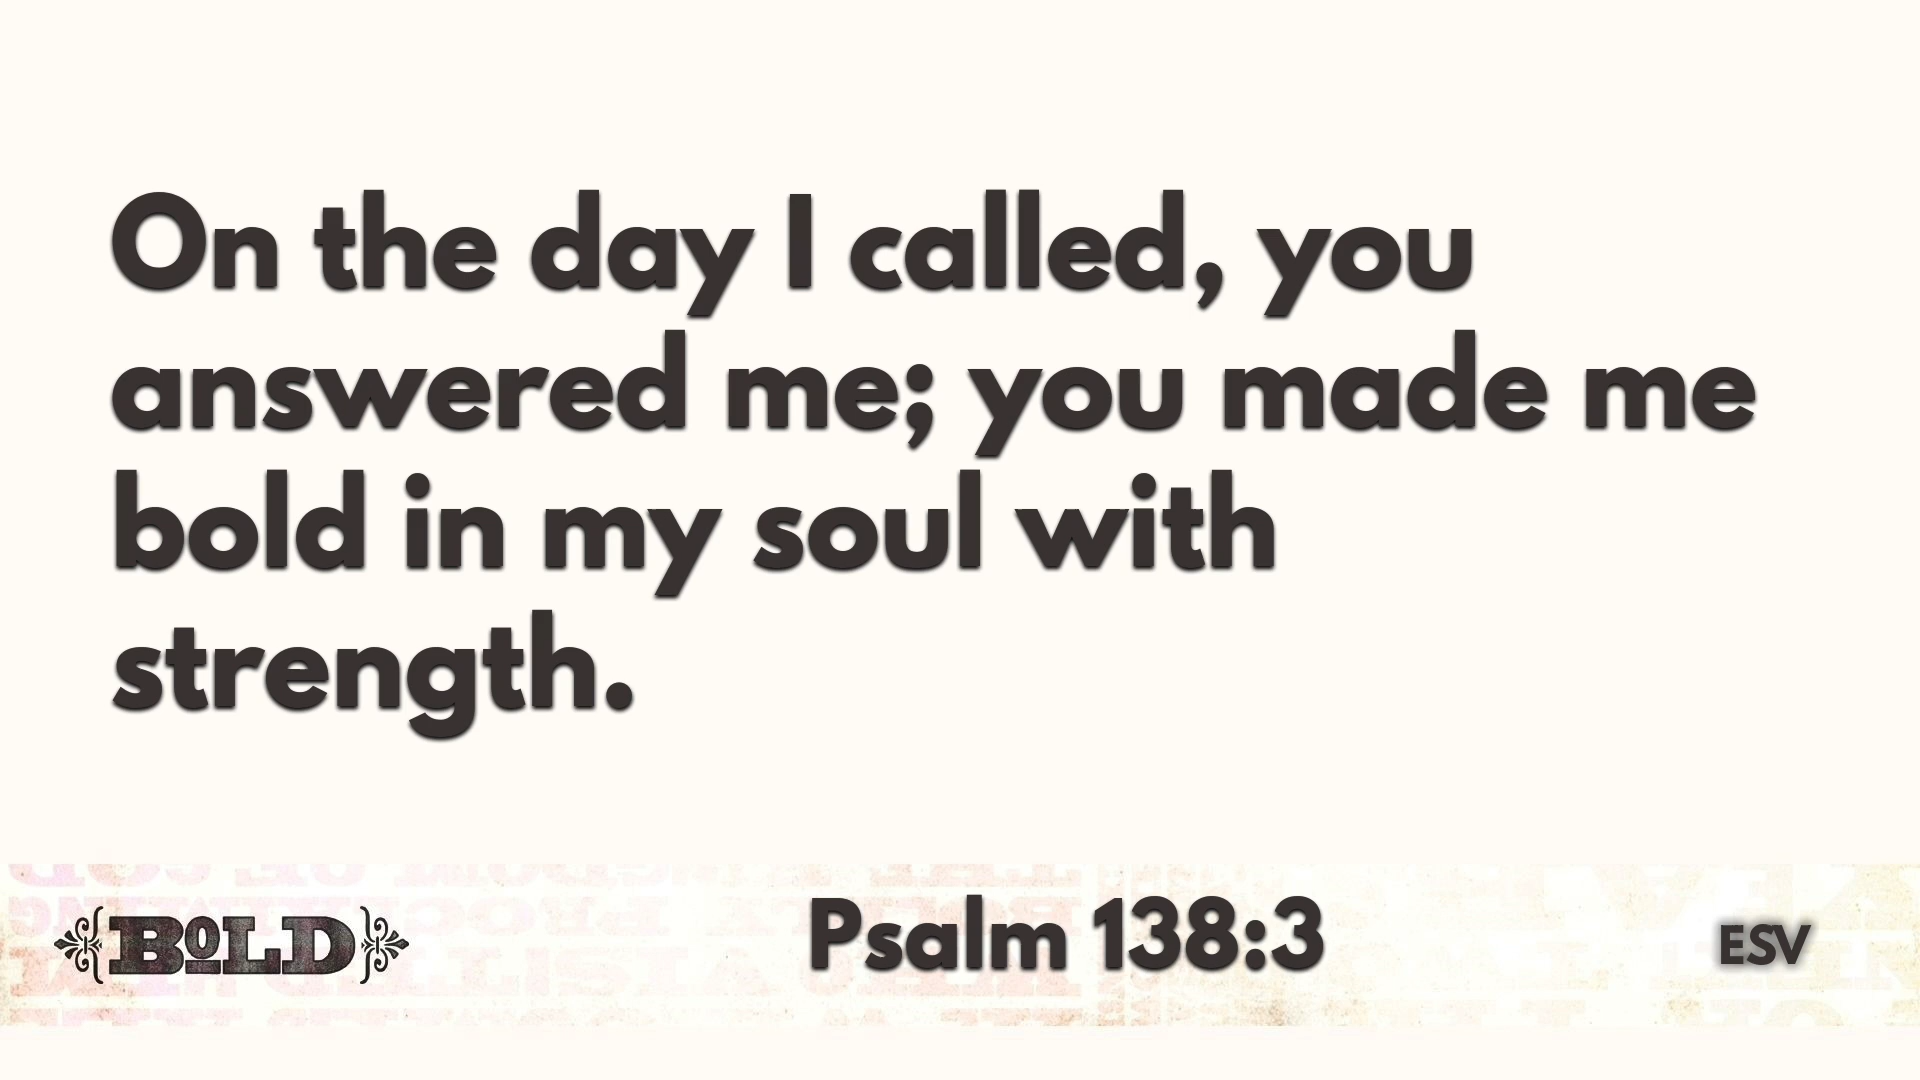 On the day I called, you
answered me; you made me
bold in my soul with
strength.
BOLD
Psalm 138:3
ESV